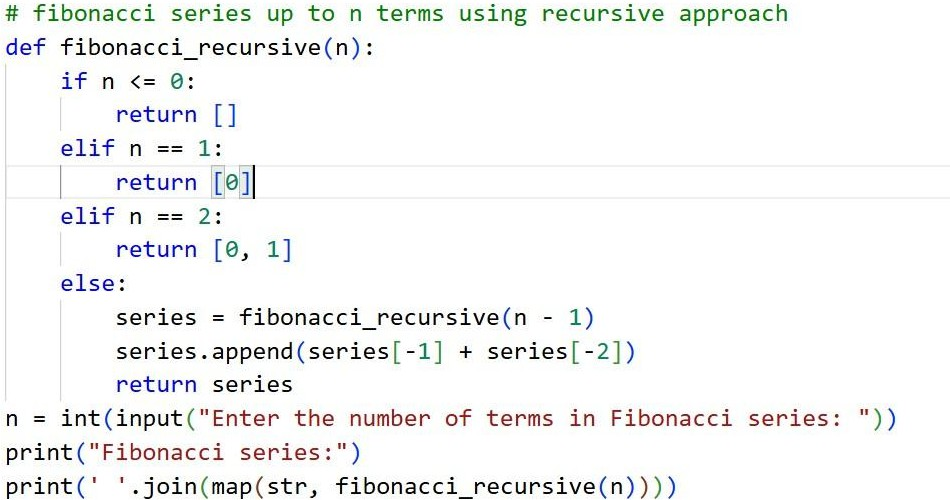 # fibonacci series up to n terms using recursive approach
def fibonacci_recursive(n):
    if n <= 0:
        return []
    elif n == 1:
        return [0]
    elif n == 2:
        return [0, 1]
    else:
        series = fibonacci_recursive(n - 1)
        series.append(series[-1] + series[-2])
        return series
n = int(input("Enter the number of terms in Fibonacci series: "))
print("Fibonacci series:")
print(' '.join(map(str, fibonacci_recursive(n))))